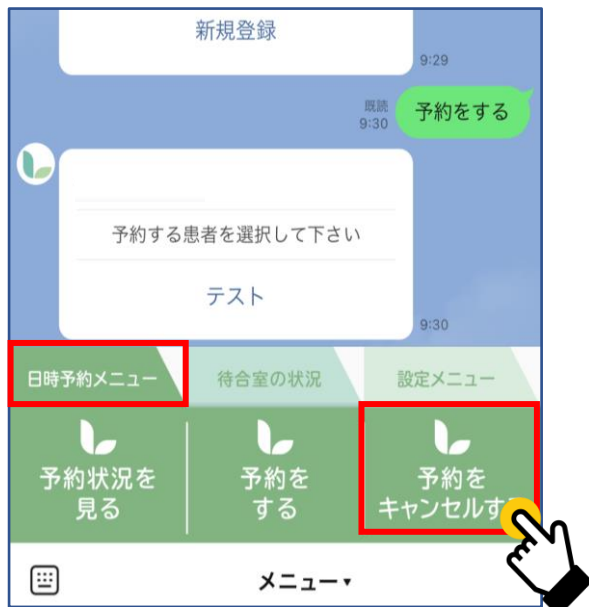 新規登録
9:29
既読
9:30
予約をする
予約する患者を選択して下さい
テスト
9:30
日時予約メニュー
待合室の状況
設定メニュー
予約状況を
見る
予約を
する
予約を
キャンセルする
メニュー▼